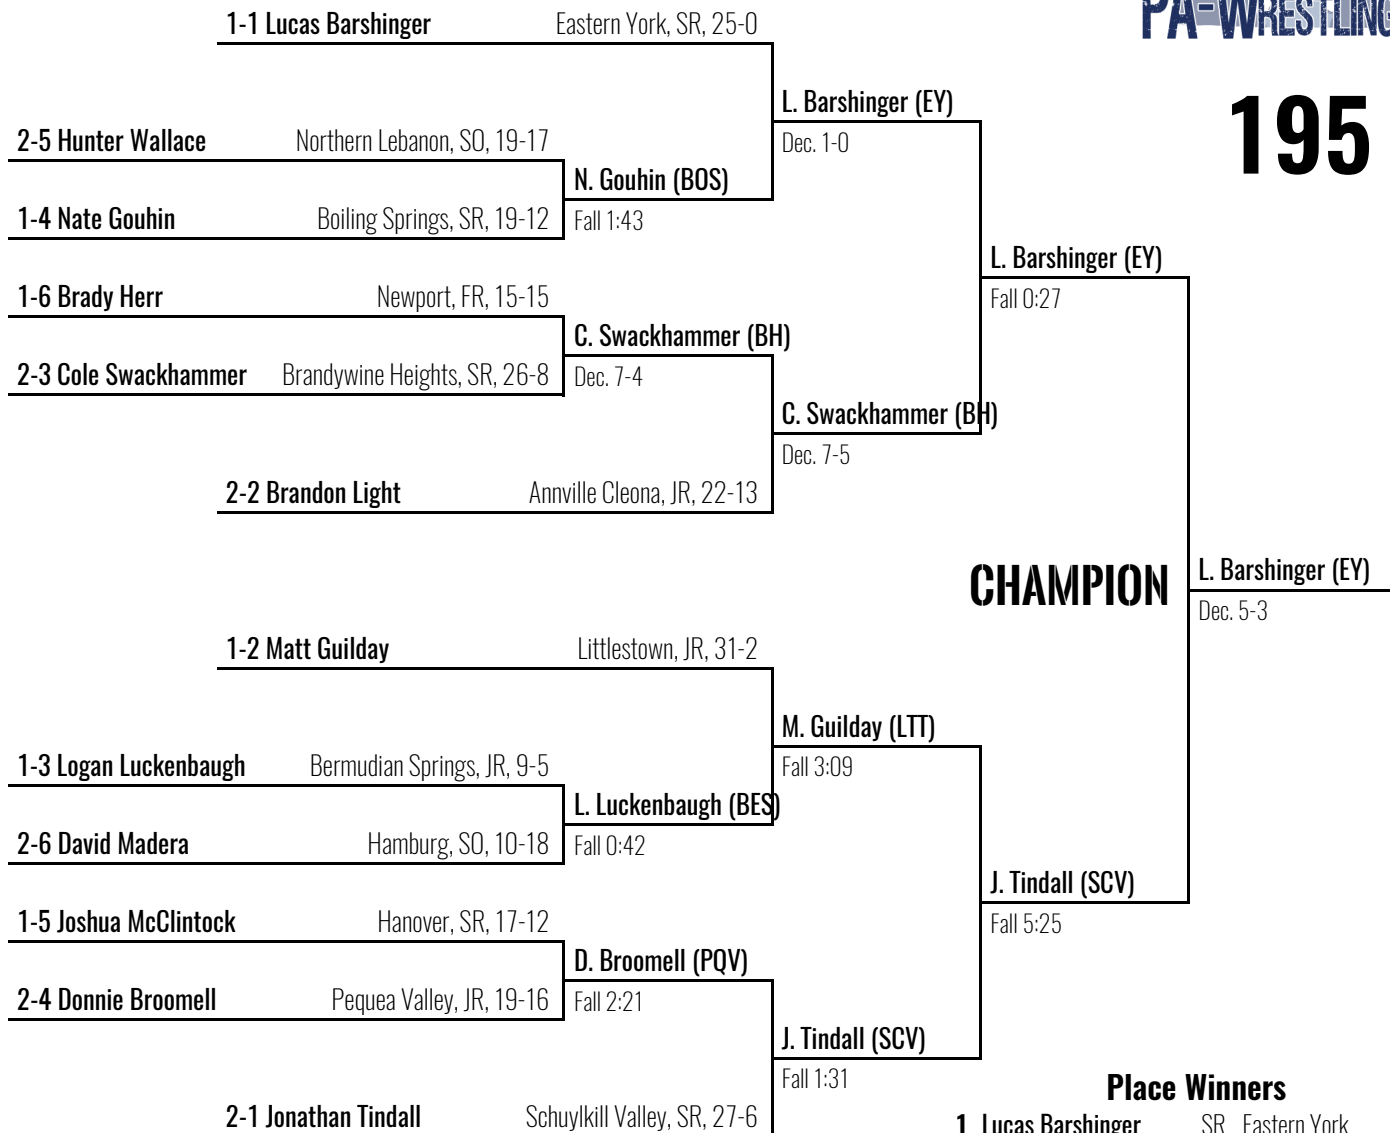 PA-WRESTLING
195
1-1 Lucas Barshinger Eastern York, SR, 25-0
L. Barshinger (EY)
Dec. 1-0
2-5 Hunter Wallace Northern Lebanon, SO, 19-17
N. Gouhin (BOS)
Fall 1:43
1-4 Nate Gouhin Boiling Springs, SR, 19-12
L. Barshinger (EY)
Fall 0:27
1-6 Brady Herr Newport, FR, 15-15
C. Swackhammer (BH)
Dec. 7-4
2-3 Cole Swackhammer Brandywine Heights, SR, 26-8
C. Swackhammer (BH)
Dec. 7-5
2-2 Brandon Light Annville Cleona, JR, 22-13
CHAMPION
L. Barshinger (EY)
Dec. 5-3
1-2 Matt Guilday Littlestown, JR, 31-2
M. Guilday (LTT)
Fall 3:09
1-3 Logan Luckenbaugh Bermudian Springs, JR, 9-5
L. Luckenbaugh (BES)
Fall 0:42
2-6 David Madera Hamburg, SO, 10-18
J. Tindall (SCV)
Fall 5:25
1-5 Joshua McClintock Hanover, SR, 17-12
D. Broomell (PQV)
Fall 2:21
2-4 Donnie Broomell Pequea Valley, JR, 19-16
J. Tindall (SCV)
Fall 1:31
2-1 Jonathan Tindall Schuylkill Valley, SR, 27-6
Place Winners
1 Lucas Barshinger SR Eastern York